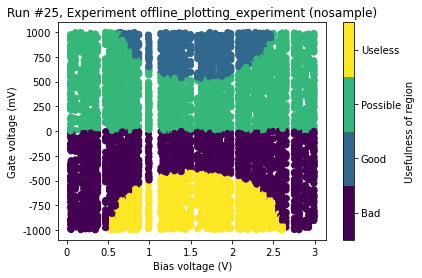 Run #25, Experiment offline_plotting_experiment (nosample)
1000
750
500
250
0
-250
-500
-750
-1000
Gate voltage (mV)
0 0.5 1 1.5 2 2.5 3
Bias voltage (V)
Useless
Possible
Good
Bad
Usefulness of region